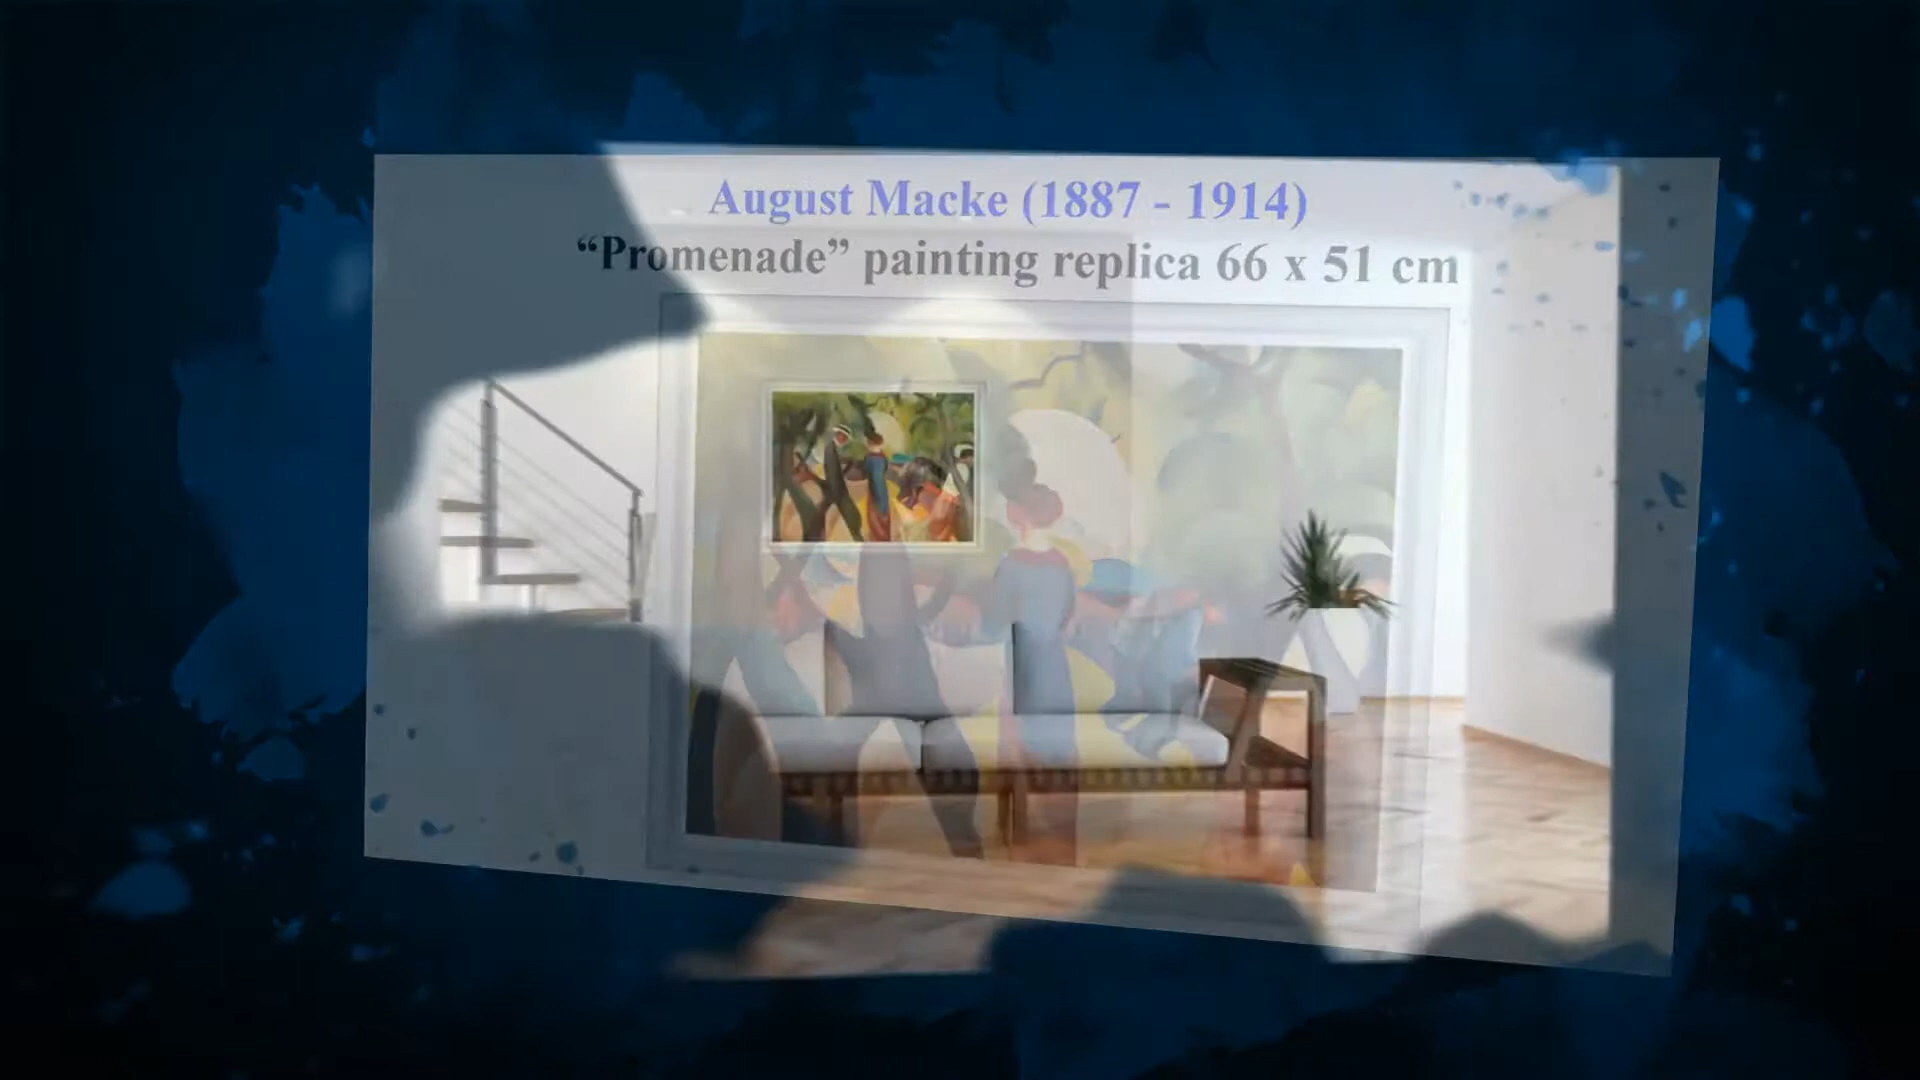 August Macke (1887 - 1914)
“Promenade” painting replica 66 x 51 cm